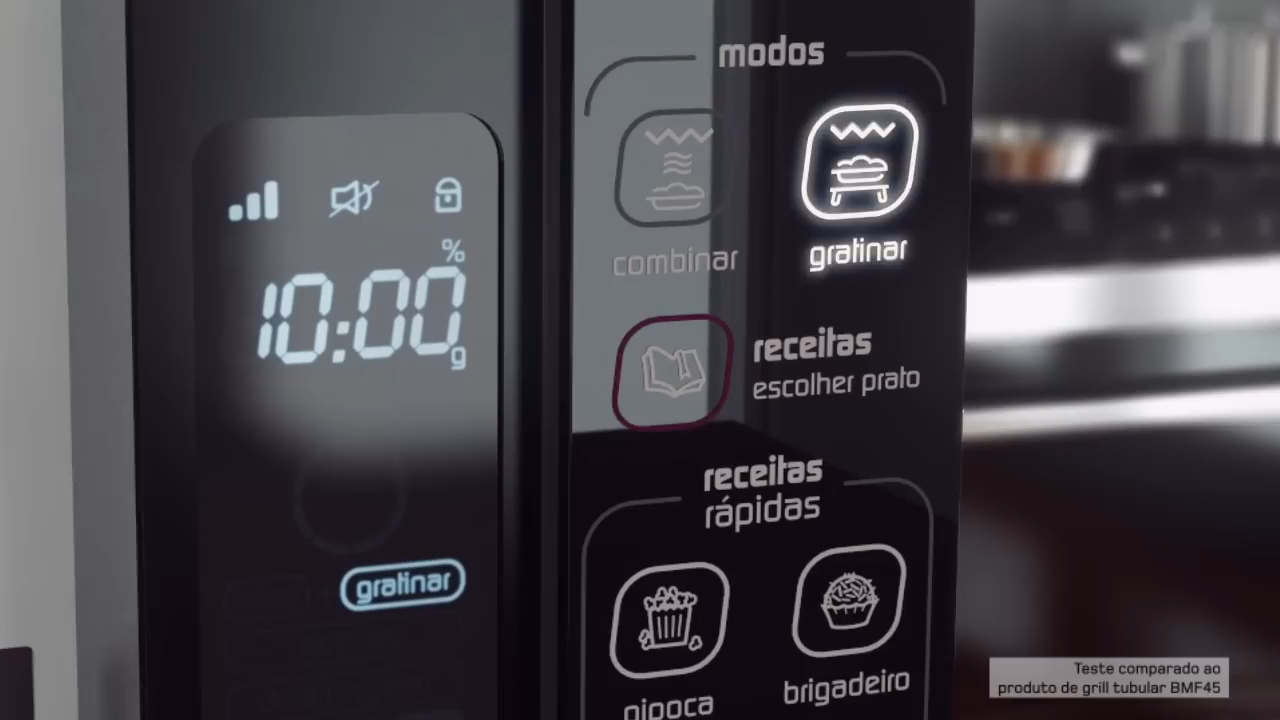 modos
combinar
gratinar
%
10:00
g
receitas
escolher prato
receitas
rápidas
gratinar
pipoca
brigadeiro
Teste comparado ao
produto de grill tubular BMF45